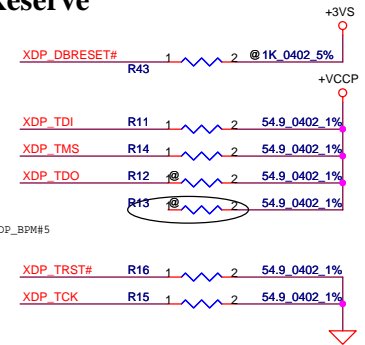 Reserve
+3VS
XDP_DBRESET# R43 1 2 @1K_0402_5%
+VCCP
XDP_TDI R11 1 2 54.9_0402_1%
XDP_TMS R14 1 2 54.9_0402_1%
XDP_TDO R12 1@ 2 54.9_0402_1%
R13 1@ 2 54.9_0402_1%
DP_BPM#5
XDP_TRST# R16 1 2 54.9_0402_1%
XDP_TCK R15 1 2 54.9_0402_1%